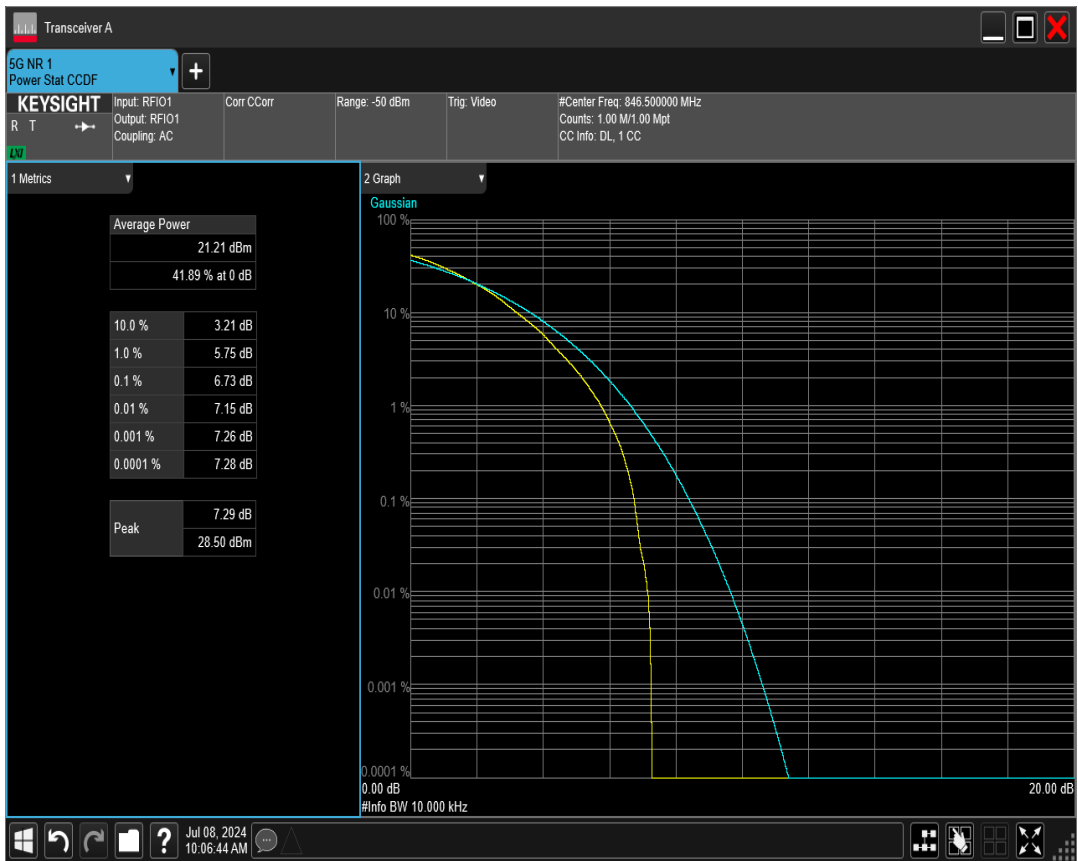 Transceiver A
5G NR 1
Power Stat CCDF
+
KEYSIGHT
R T
LXI
Input: RFIO1
Output: RFIO1
Coupling: AC
Corr CCorr
Range: -50 dBm
Trig: Video
#Center Freq: 846.500000 MHz
Counts: 1.00 M/1.00 Mpt
CC Info: DL, 1 CC
1 Metrics
Average Power
21.21 dBm
41.89 % at 0 dB
10.0 % 3.21 dB
1.0 % 5.75 dB
0.1 % 6.73 dB
0.01 % 7.15 dB
0.001 % 7.26 dB
0.0001 % 7.28 dB
Peak
7.29 dB
28.50 dBm
2 Graph
Gaussian
100 %
10 %
1 %
0.1 %
0.01 %
0.001 %
0.0001 %
0.00 dB 20.00 dB
#Info BW 10.000 kHz
?
Jul 08, 2024
10:06:44 AM